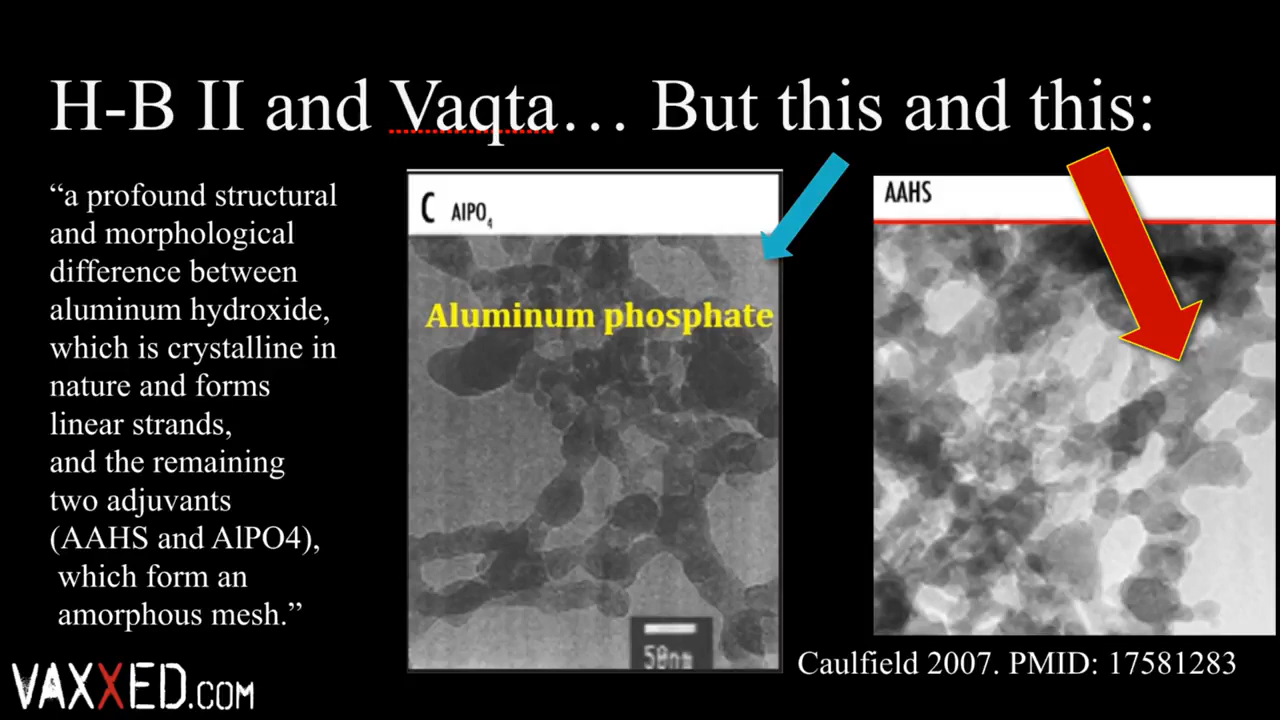 H-B II and Vaqta… But this and this:
“a profound structural
and morphological
difference between
aluminum hydroxide,
which is crystalline in
nature and forms
linear strands,
and the remaining
two adjuvants
(AAHS and AlPO4),
which form an
amorphous mesh.”
C AlPO4
Aluminum phosphate
50nm
AAHS
Caulfield 2007. PMID: 17581283
VAXXED.COM